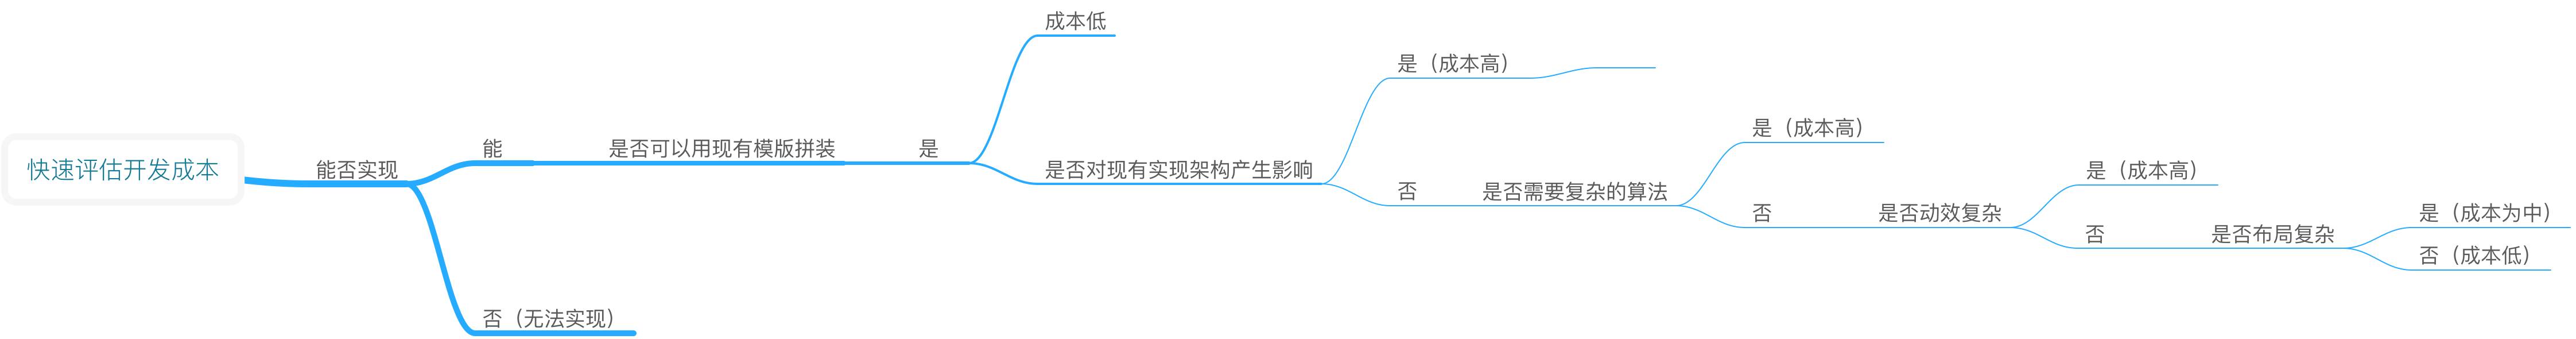 快速评估开发成本
能否实现
能
是否可以用现有模版拼装
是
成本低
是否对现有实现架构产生影响
是（成本高）
否
是否需要复杂的算法
是（成本高）
否
是否动效复杂
是（成本高）
否
是否布局复杂
是（成本为中）
否（成本低）
否（无法实现）